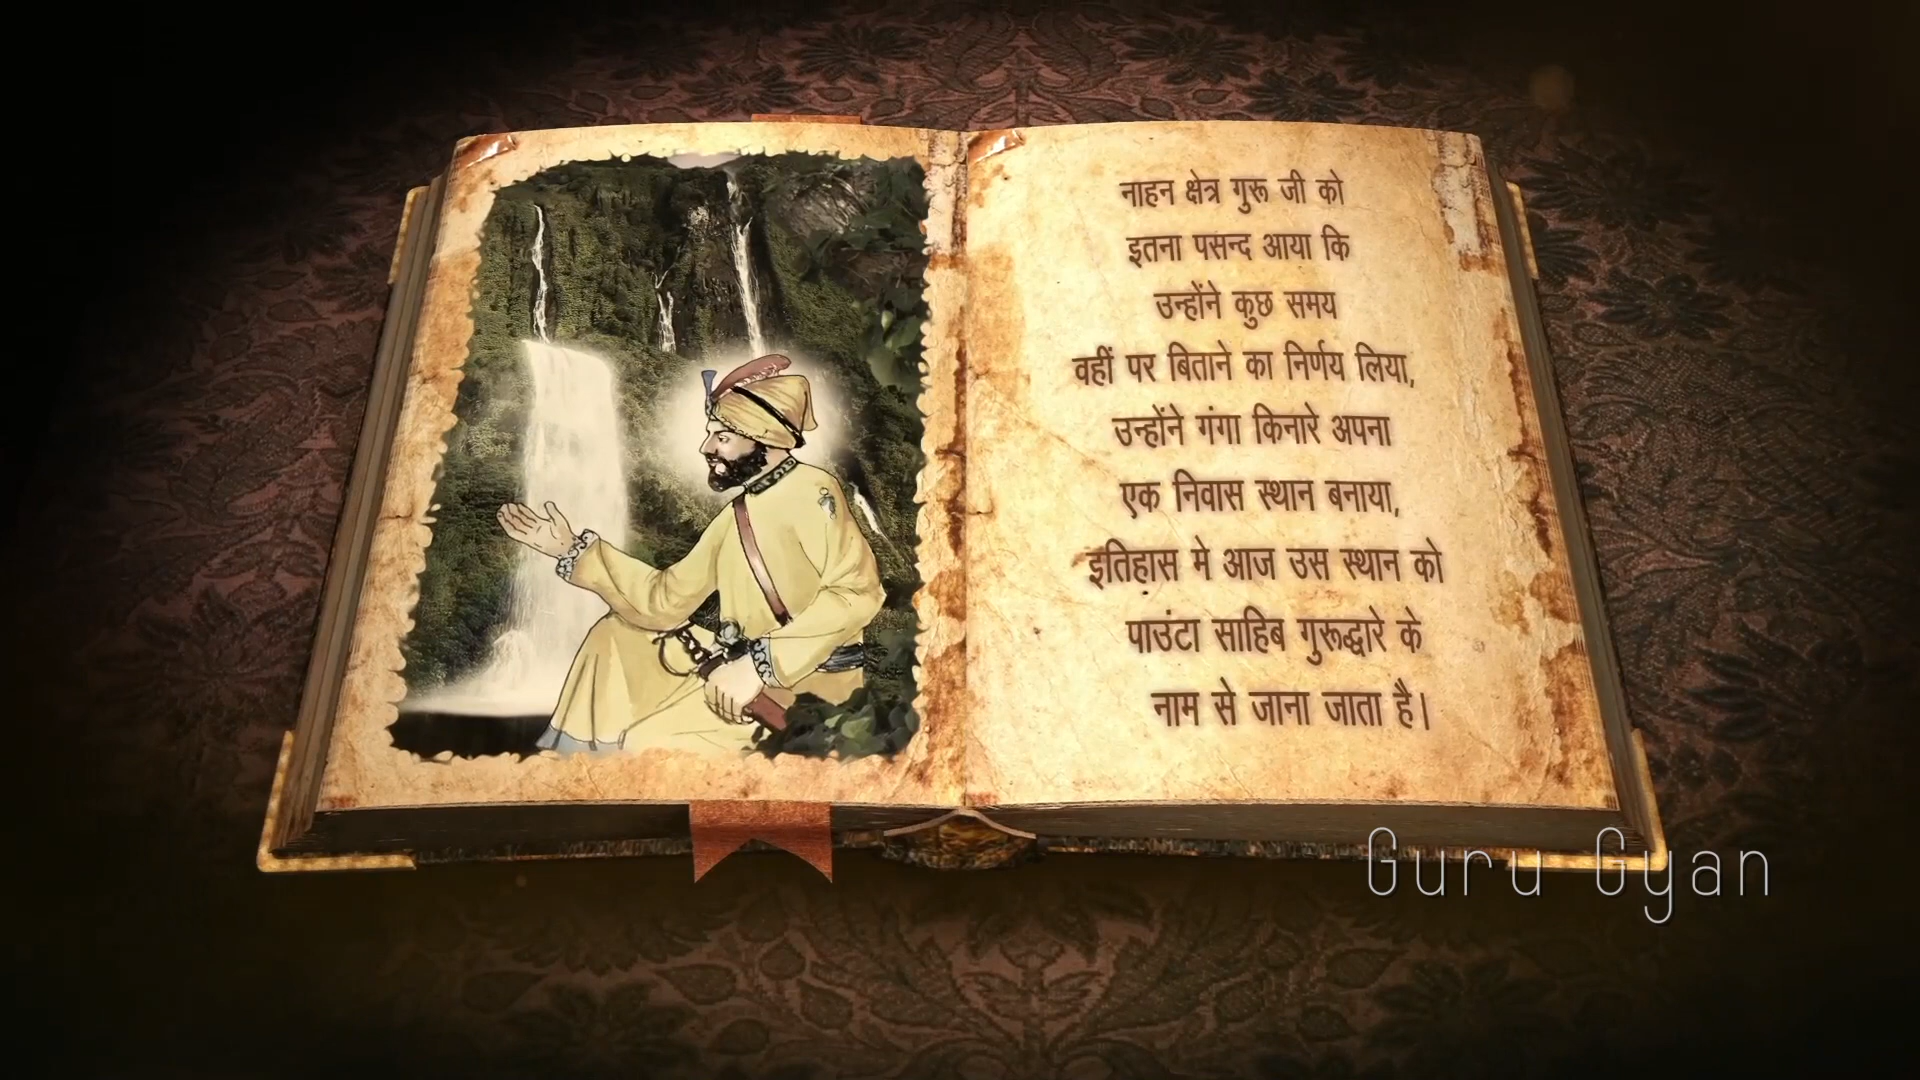 नाहन क्षेत्र गुरू जी को
इतना पसन्द आया कि
उन्होंने कुछ समय
वहीं पर बिताने का निर्णय लिया,
उन्होंने गंगा किनारे अपना
एक निवास स्थान बनाया,
इतिहास मे आज उस स्थान को
पाउंटा साहिब गुरूद्धारे के
नाम से जाना जाता है।
Guru Gyan